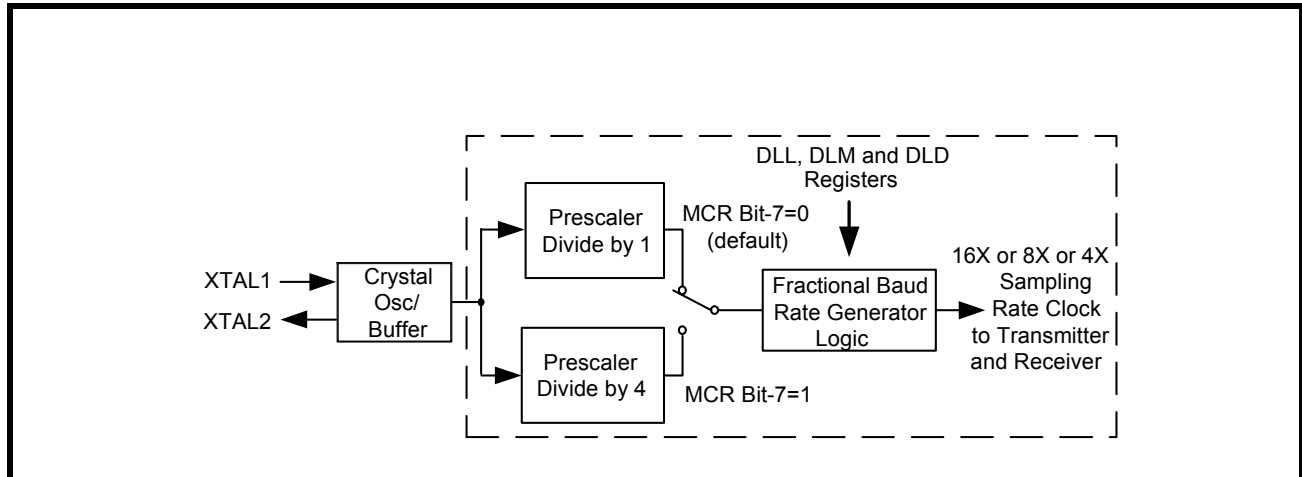 XTAL1
XTAL2
Crystal
Osc/
Buffer
Prescaler
Divide by 1
Prescaler
Divide by 4
MCR Bit-7=0
(default)
MCR Bit-7=1
DLL, DLM and DLD
Registers
Fractional Baud
Rate Generator
Logic
16X or 8X or 4X
Sampling
Rate Clock
to Transmitter
and Receiver